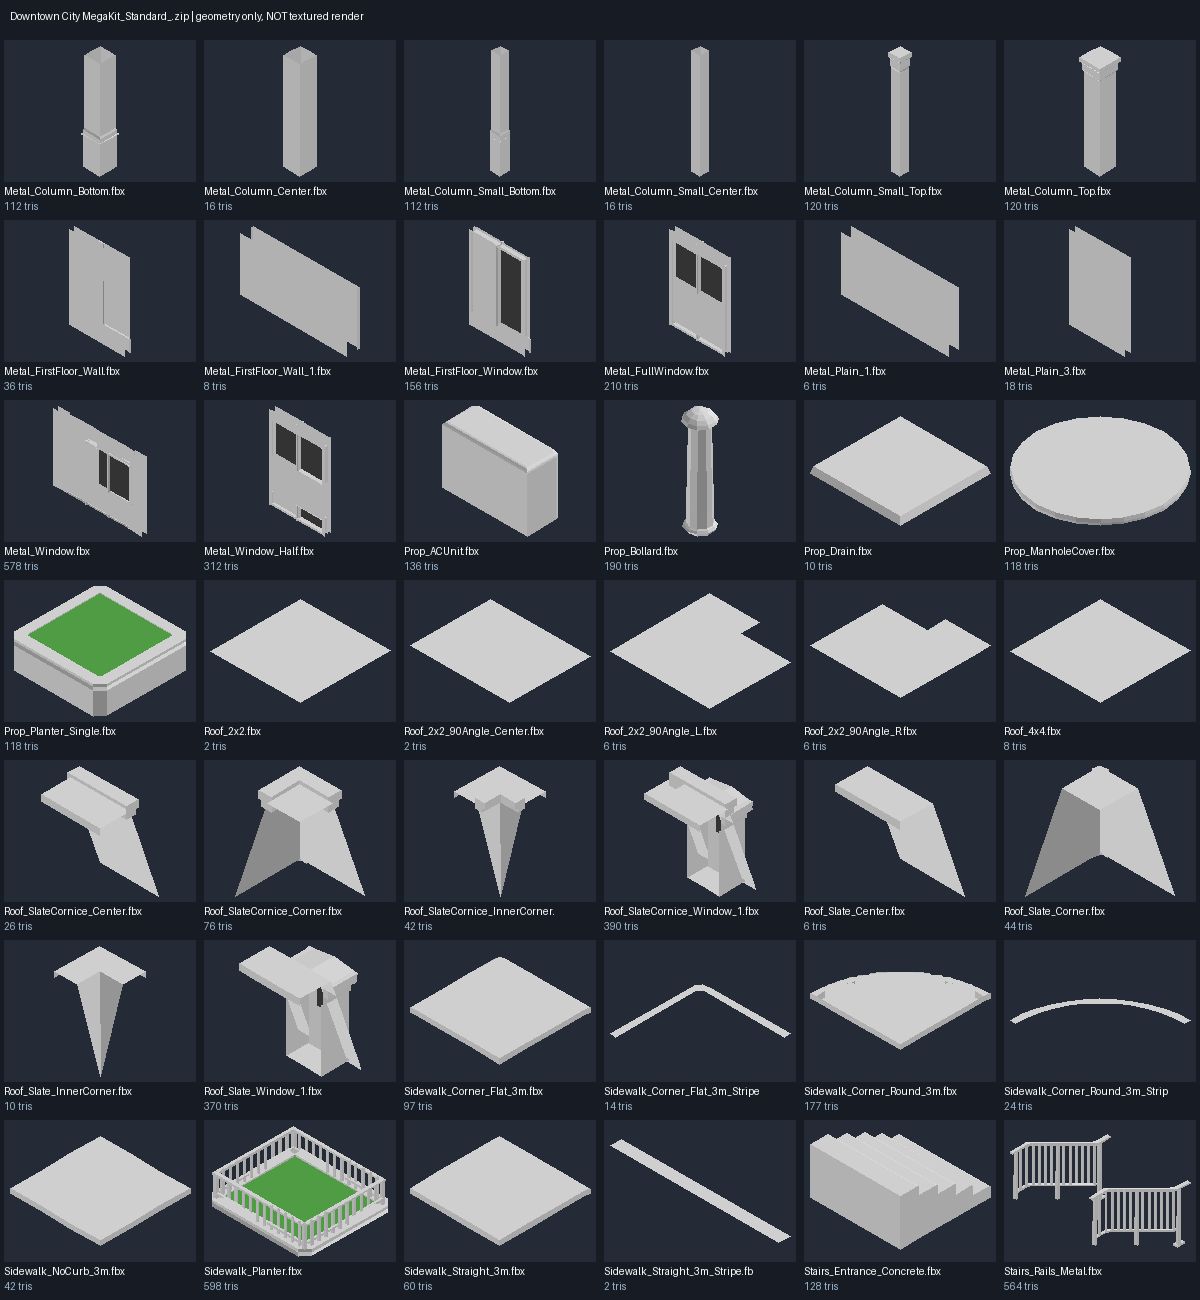 Downtown City MegaKit_Standard_.zip | geometry only, NOT textured render
Metal_Column_Bottom.fbx
112 tris
Metal_Column_Center.fbx
16 tris
Metal_Column_Small_Bottom.fbx
112 tris
Metal_Column_Small_Center.fbx
16 tris
Metal_Column_Small_Top.fbx
120 tris
Metal_Column_Top.fbx
120 tris
Metal_FirstFloor_Wall.fbx
36 tris
Metal_FirstFloor_Wall_1.fbx
8 tris
Metal_FirstFloor_Window.fbx
156 tris
Metal_FullWindow.fbx
210 tris
Metal_Plain_1.fbx
6 tris
Metal_Plain_3.fbx
18 tris
Metal_Window.fbx
578 tris
Metal_Window_Half.fbx
312 tris
Prop_ACUnit.fbx
136 tris
Prop_Bollard.fbx
190 tris
Prop_Drain.fbx
10 tris
Prop_ManholeCover.fbx
118 tris
Prop_Planter_Single.fbx
118 tris
Roof_2x2.fbx
2 tris
Roof_2x2_90Angle_Center.fbx
2 tris
Roof_2x2_90Angle_L.fbx
6 tris
Roof_2x2_90Angle_R.fbx
6 tris
Roof_4x4.fbx
8 tris
Roof_SlateCornice_Center.fbx
26 tris
Roof_SlateCornice_Corner.fbx
76 tris
Roof_SlateCornice_InnerCorner.
42 tris
Roof_SlateCornice_Window_1.fbx
390 tris
Roof_Slate_Center.fbx
6 tris
Roof_Slate_Corner.fbx
44 tris
Roof_Slate_InnerCorner.fbx
10 tris
Roof_Slate_Window_1.fbx
370 tris
Sidewalk_Corner_Flat_3m.fbx
97 tris
Sidewalk_Corner_Flat_3m_Stripe
14 tris
Sidewalk_Corner_Round_3m.fbx
177 tris
Sidewalk_Corner_Round_3m_Strip
24 tris
Sidewalk_NoCurb_3m.fbx
42 tris
Sidewalk_Planter.fbx
598 tris
Sidewalk_Straight_3m.fbx
60 tris
Sidewalk_Straight_3m_Stripe.fb
2 tris
Stairs_Entrance_Concrete.fbx
128 tris
Stairs_Rails_Metal.fbx
564 tris